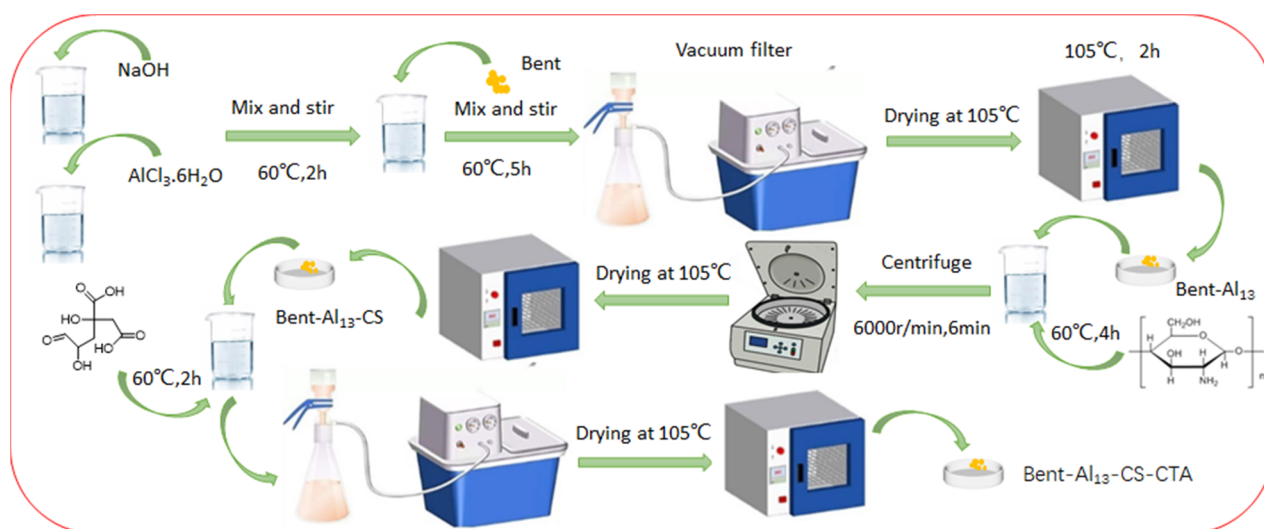 NaOH
AlCl₃.6H₂O
Mix and stir
60℃,2h
Bent
Mix and stir
60℃,5h
Vacuum filter
Drying at 105℃
105℃, 2h
Bent-Al₁₃
CH₂OH
O
H
H
OH
H
O
H
NH₂
n
60℃,4h
Centrifuge
6000r/min,6min
Drying at 105℃
Bent-Al₁₃-CS
O
OH
OH
O
OH
O
OH
60℃,2h
Drying at 105℃
Bent-Al₁₃-CS-CTA